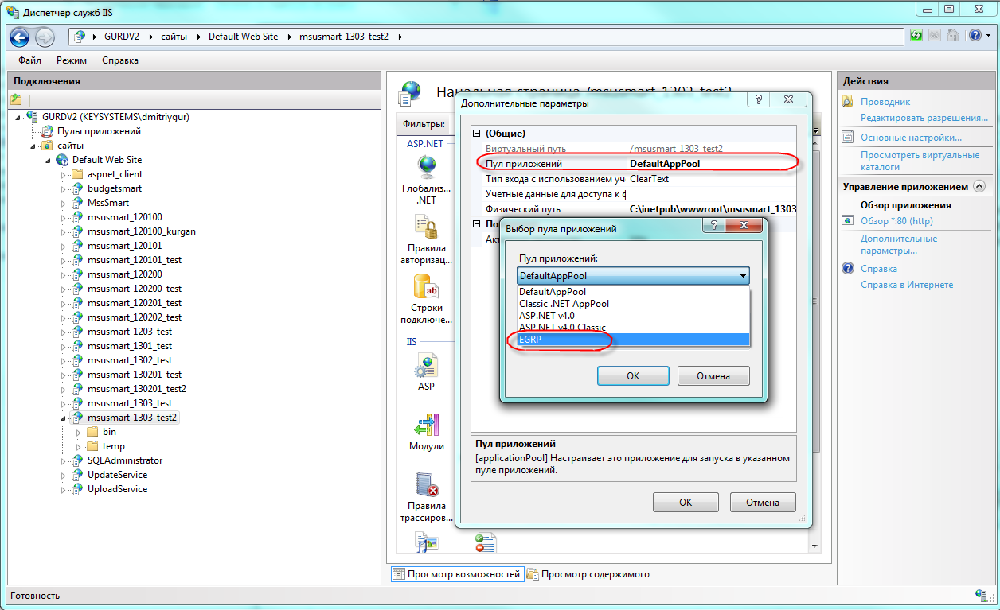 Диспетчер служб IIS
GURDV2
сайты
Default Web Site
msusmart_1303_test2
Файл
Режим
Справка
Подключения
GURDV2 (KEYSYSTEMS\dmitriygur)
Пулы приложений
сайты
Default Web Site
aspnet_client
budgetsmart
MssSmart
msusmart_120100
msusmart_120100_kurgan
msusmart_120101
msusmart_120101_test
msusmart_120200
msusmart_120200_test
msusmart_120201_test
msusmart_120202_test
msusmart_1203_test
msusmart_1301_test
msusmart_1302_test
msusmart_130201_test
msusmart_130201_test2
msusmart_1303_test
msusmart_1303_test2
bin
temp
SQLAdministrator
UpdateService
UploadService
Начальная страница /msusmart_1303_test2
Фильтры:
ASP.NET
Глобализ...
.NET
Правила
авторизац...
Строки
подключе...
IIS
ASP
Модули
Правила
трассиров...
Просмотр возможностей
Просмотр содержимого
Дополнительные параметры
(Общие)
Виртуальный путь /msusmart_1303_test2
Пул приложений DefaultAppPool
Тип входа с использованием уч ClearText
Учетные данные для доступа к ф
Физический путь C:\inetpub\wwwroot\msusmart_1303
Выбор пула приложений
Пул приложений:
DefaultAppPool
DefaultAppPool
Classic .NET AppPool
ASP.NET v4.0
ASP.NET v4.0 Classic
EGRP
OK
Отмена
Пул приложений
[applicationPool] Настраивает это приложение для запуска в указанном
пуле приложений.
OK
Отмена
Действия
Проводник
Редактировать разрешения...
Основные настройки...
Просмотреть виртуальные
каталоги
Управление приложением
Обзор приложения
Обзор *:80 (http)
Дополнительные
параметры...
Справка
Справка в Интернете
Готовность